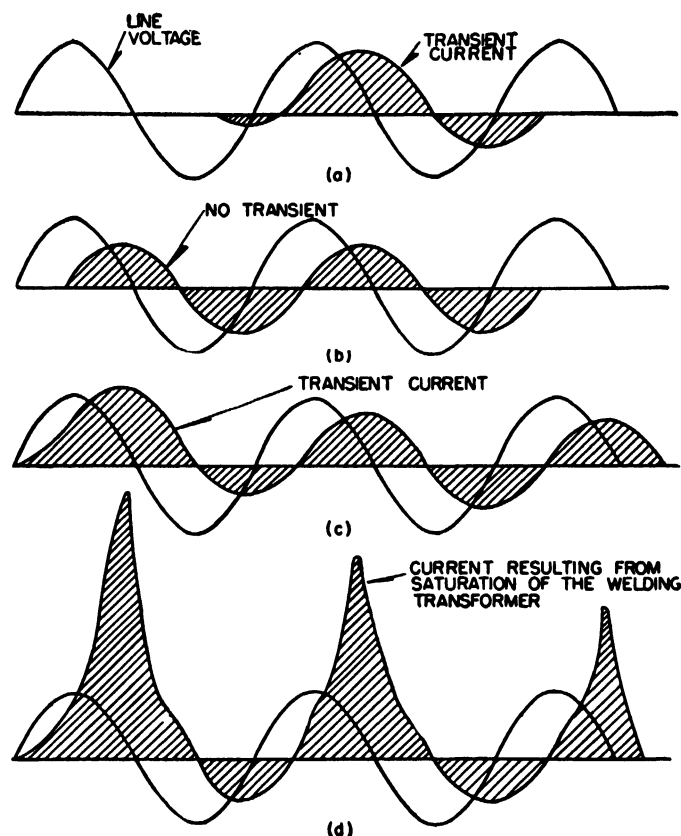 LINE
VOLTAGE
TRANSIENT
CURRENT
(a)
NO TRANSIENT
(b)
TRANSIENT CURRENT
(c)
CURRENT RESULTING FROM
SATURATION OF THE WELDING
TRANSFORMER
(d)